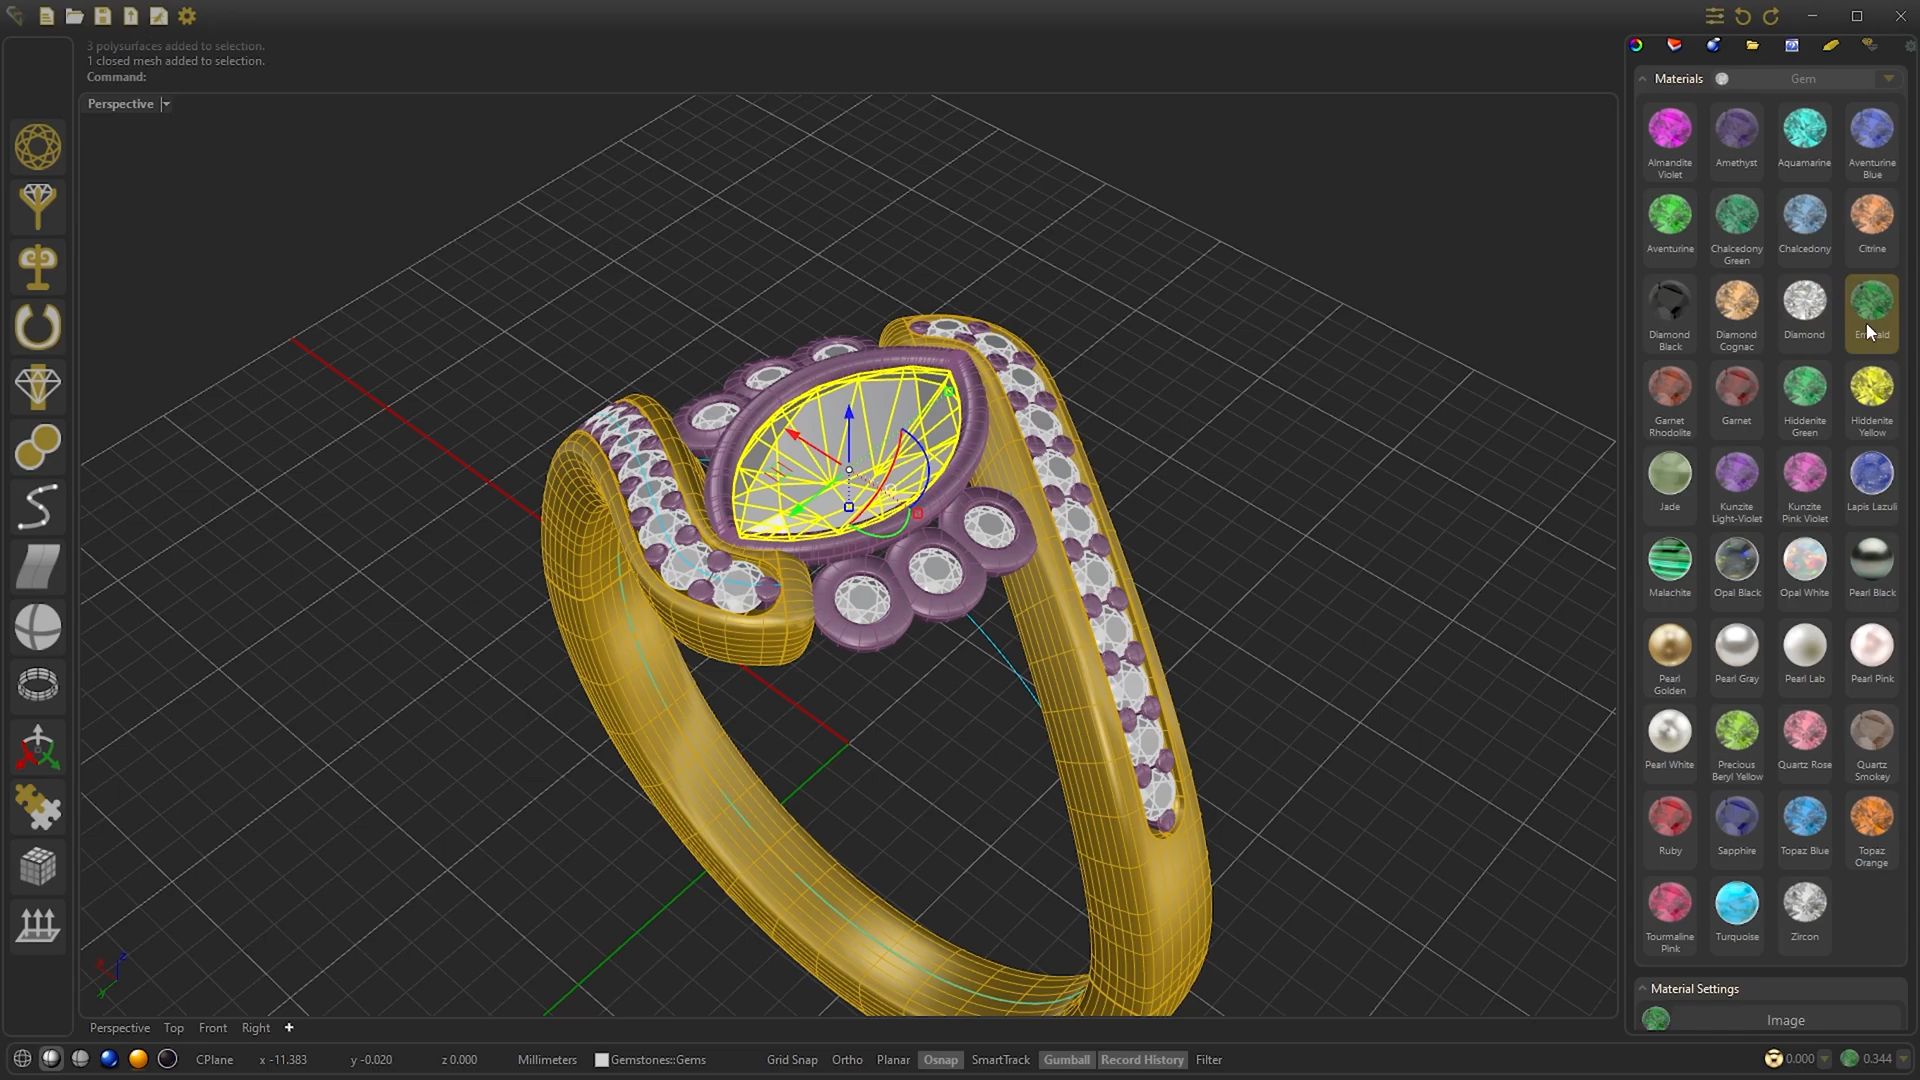 3 polysurfaces added to selection.
1 closed mesh added to selection.
Command:
Perspective
Materials
Gem
Almandite Violet
Amethyst
Aquamarine
Aventurine Blue
Aventurine
Chalcedony Green
Chalcedony
Citrine
Diamond Black
Diamond Cognac
Diamond
Garnet Rhodolite
Garnet
Hiddenite Green
Hiddenite Yellow
Jade
Kunzite Light-Violet
Kunzite Pink Violet
Lapis Lazuli
Malachite
Opal Black
Opal White
Pearl Black
Pearl Golden
Pearl Gray
Pearl Lab
Pearl Pink
Pearl White
Precious Beryl Yellow
Quartz Rose
Quartz Smokey
Ruby
Sapphire
Topaz Blue
Topaz Orange
Tourmaline Pink
Turquoise
Zircon
Material Settings
Image
z
y
Perspective Top Front Right
CPlane x -11.383 y -0.020 z 0.000 Millimeters Gemstones::Gems Grid Snap Ortho Planar Osnap SmartTrack Gumball Record History Filter 0.000 0.344